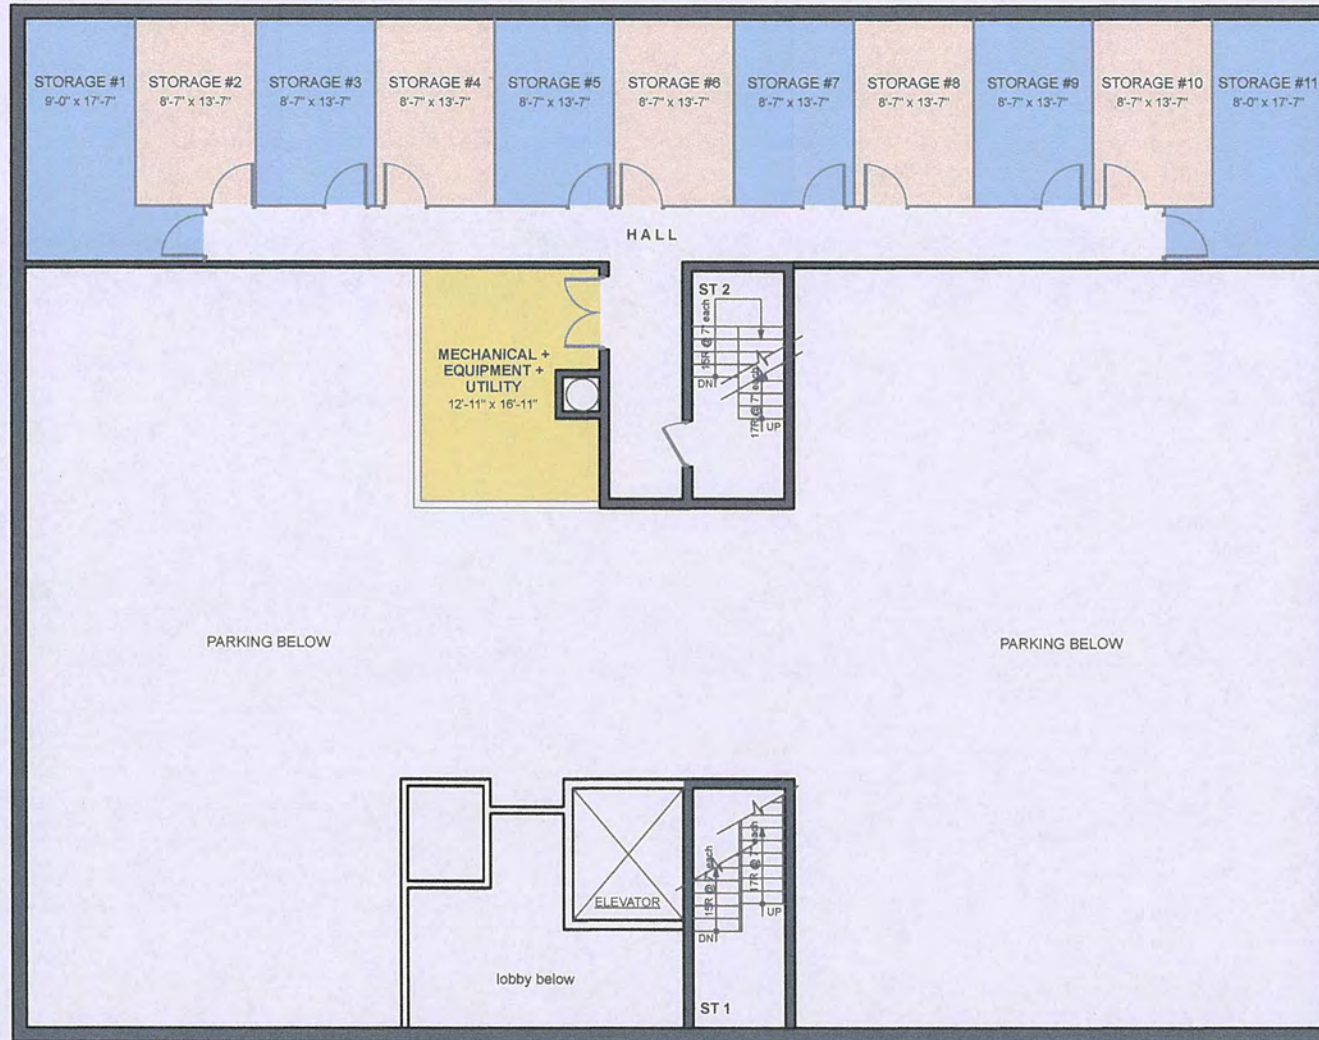 STORAGE #1
9'-0" x 17'-7"
STORAGE #2
8'-7" x 13'-7"
STORAGE #3
8'-7" x 13'-7"
STORAGE #4
8'-7" x 13'-7"
STORAGE #5
8'-7" x 13'-7"
STORAGE #6
8'-7" x 13'-7"
STORAGE #7
8'-7" x 13'-7"
STORAGE #8
8'-7" x 13'-7"
STORAGE #9
8'-7" x 13'-7"
STORAGE #10
8'-7" x 13'-7"
STORAGE #11
8'-0" x 17'-7"
HALL
MECHANICAL +
EQUIPMENT +
UTILITY
12'-11" x 16'-11"
ST 2
15R @ 7" each
DN
17R @ 7" each
UP
PARKING BELOW
PARKING BELOW
ELEVATOR
15R @ 7" each
DN
17R @ 7" each
UP
lobby below
ST 1